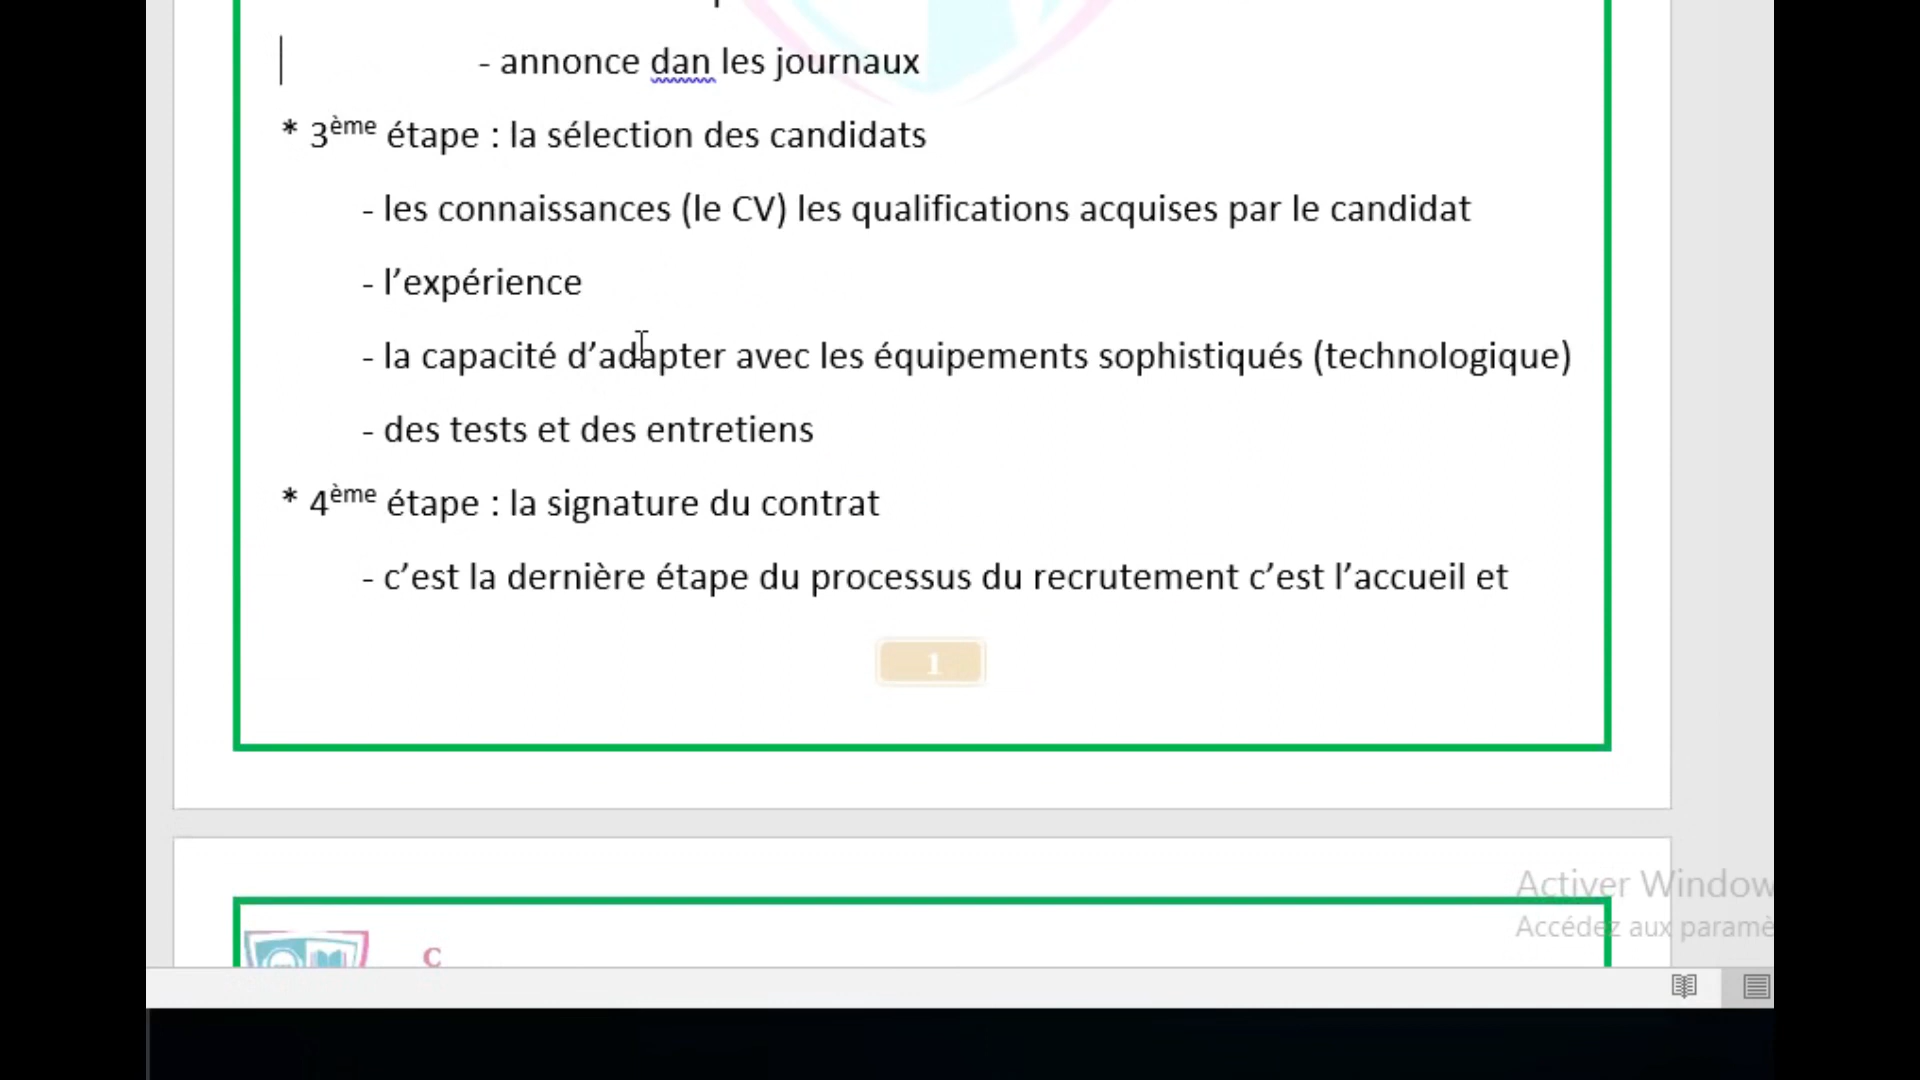 - annonce dan les journaux
* 3ème étape : la sélection des candidats
- les connaissances (le CV) les qualifications acquises par le candidat
- l’expérience
- la capacité d’adapter avec les équipements sophistiqués (technologique)
- des tests et des entretiens
* 4ème étape : la signature du contrat
- c’est la dernière étape du processus du recrutement c’est l’accueil et
1
Activer Window
Accédez aux paramè
C